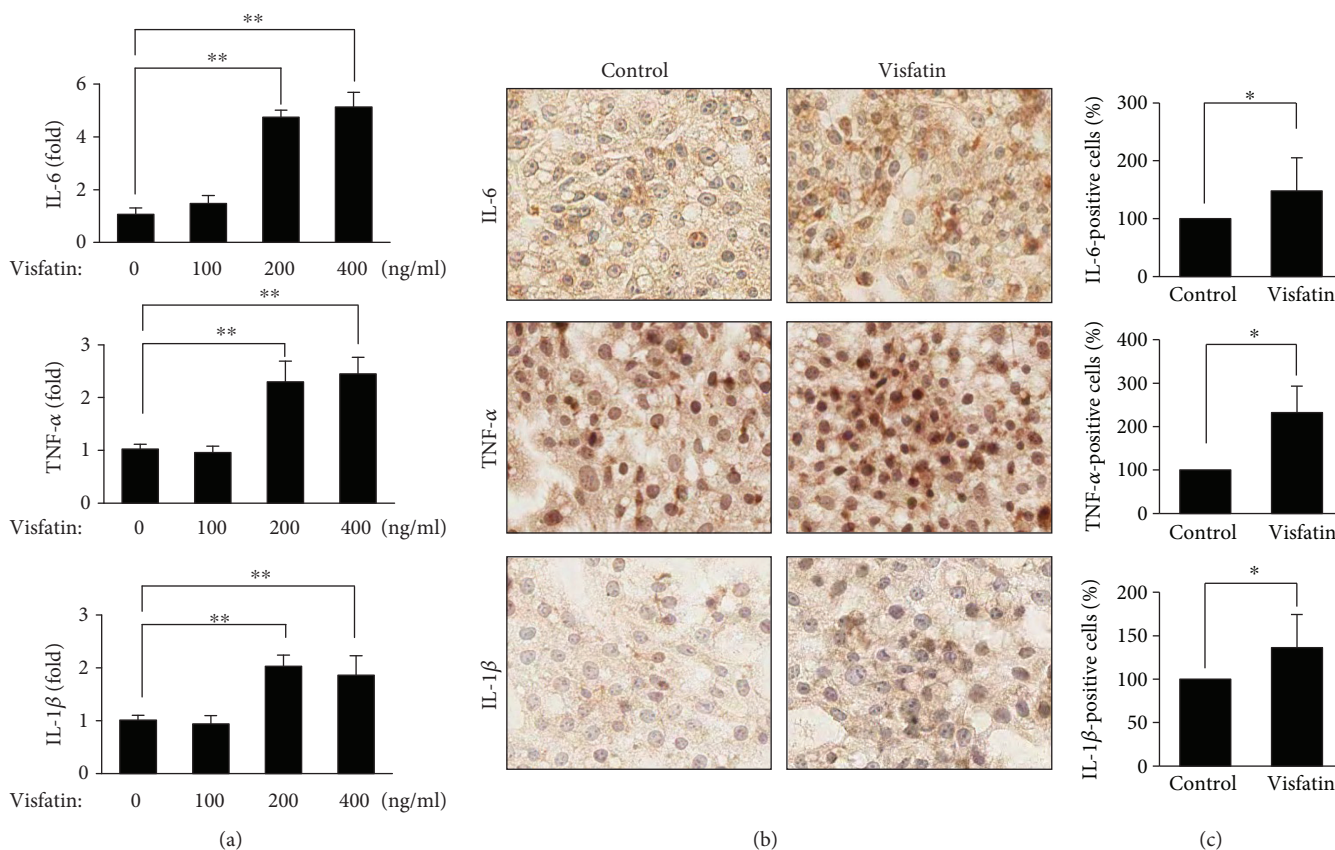 **
**
6
4
2
0
IL-6 (fold)
Visfatin: 0 100 200 400 (ng/ml)
**
**
3
2
1
0
TNF-α (fold)
Visfatin: 0 100 200 400 (ng/ml)
**
**
3
2
1
0
IL-1β (fold)
Visfatin: 0 100 200 400 (ng/ml)
(a)
Control Visfatin
IL-6
TNF-α
IL-1β
(b)
*
300
200
100
50
0
IL-6-positive cells (%)
Control Visfatin
*
400
300
200
100
0
TNF-α-positive cells (%)
Control Visfatin
*
200
150
100
50
0
IL-1β-positive cells (%)
Control Visfatin
(c)